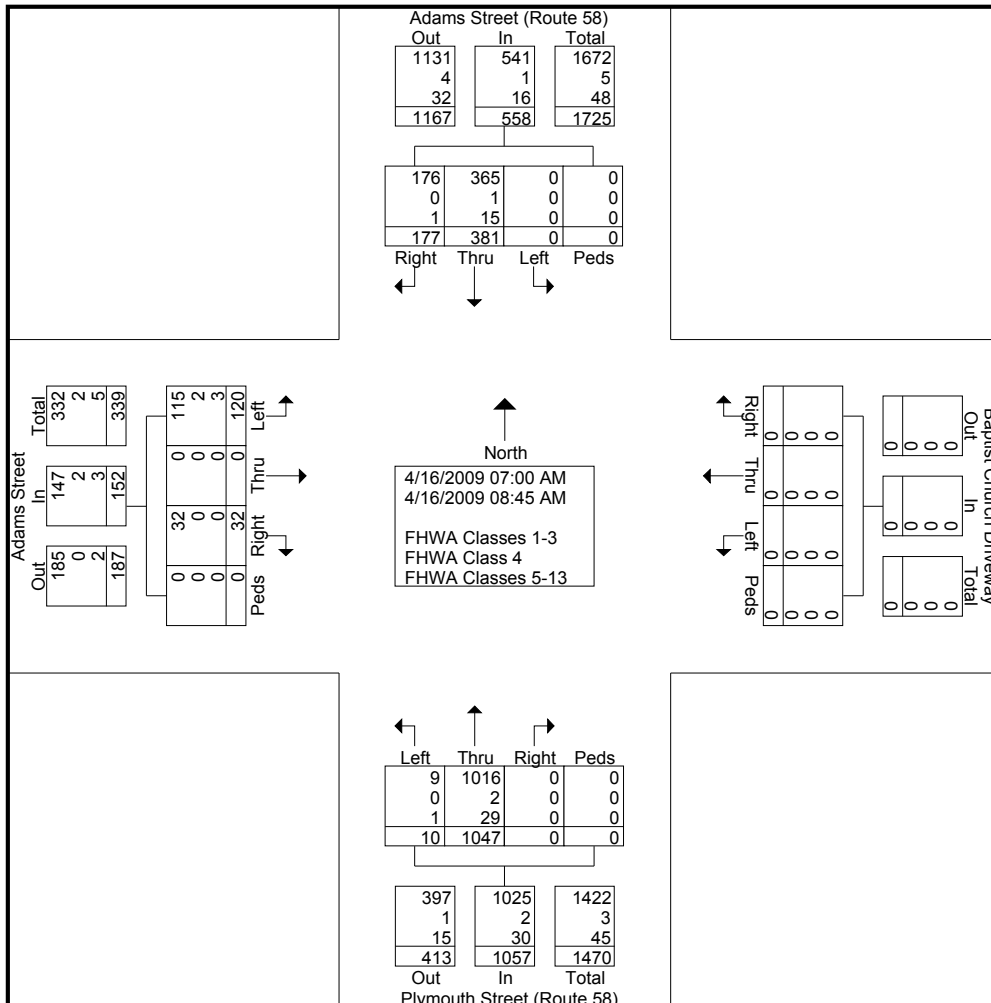 Adams Street (Route 58)
Out In Total
1131 541 1672
4 1 5
32 16 48
1167 558 1725
176 365 0 0
0 1 0 0
1 15 0 0
177 381 0 0
Right Thru Left Peds
Adams Street
Total
332
2
5
339
In
147
2
3
152
Out
185
0
2
187
115
2
3
120
Left
0
0
0
0
Thru
32
0
0
32
Right
0
0
0
0
Peds
North
4/16/2009 07:00 AM
4/16/2009 08:45 AM
FHWA Classes 1-3
FHWA Class 4
FHWA Classes 5-13
Right
0
0
0
0
Thru
0
0
0
0
Left
0
0
0
0
Peds
0
0
0
0
Baptist Church Driveway
Out
0
0
0
0
In
0
0
0
0
Total
0
0
0
0
Left Thru Right Peds
9 1016 0 0
0 2 0 0
1 29 0 0
10 1047 0 0
397 1025 1422
1 2 3
15 30 45
413 1057 1470
Out In Total
Plymouth Street (Route 58)